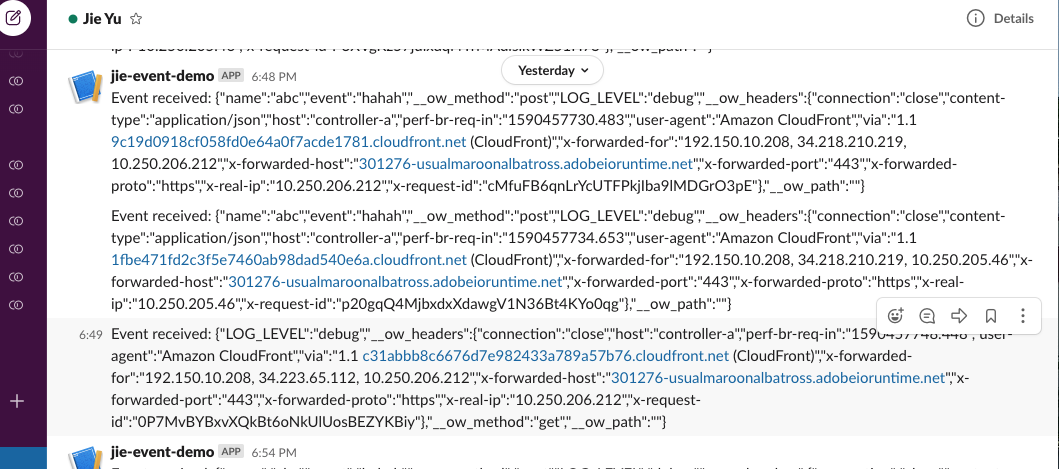 Jie Yu
Details
Yesterday
jie-event-demo APP 6:48 PM
Event received: {"name":"abc","event":"hahah","__ow_method":"post","LOG_LEVEL":"debug","__ow_headers":{"connection":"close","content-
type":"application/json","host":"controller-a","perf-br-req-in":"1590457730.483","user-agent":"Amazon CloudFront","via":"1.1
9c19d0918cf058fd0e64a0f7acde1781.cloudfront.net (CloudFront)","x-forwarded-for":"192.150.10.208, 34.218.210.219,
10.250.206.212","x-forwarded-host":"301276-usualmaroonalbatross.adobeioruntime.net","x-forwarded-port":"443","x-forwarded-
proto":"https","x-real-ip":"10.250.206.212","x-request-id":"cMfuFB6qnLrYcUTFPkjlba9lMDGrO3pE"},"__ow_path":""}
Event received: {"name":"abc","event":"hahah","__ow_method":"post","LOG_LEVEL":"debug","__ow_headers":{"connection":"close","content-
type":"application/json","host":"controller-a","perf-br-req-in":"1590457734.653","user-agent":"Amazon CloudFront","via":"1.1
1fbe471fd2c3f5e7460ab98dad540e6a.cloudfront.net (CloudFront)","x-forwarded-for":"192.150.10.208, 34.218.210.219, 10.250.205.46","x-
forwarded-host":"301276-usualmaroonalbatross.adobeioruntime.net","x-forwarded-port":"443","x-forwarded-proto":"https","x-real-
ip":"10.250.205.46","x-request-id":"p20gqQ4MjbxdxXdawgV1N36Bt4KYo0qg"},"__ow_path":""}
6:49 Event received: {"LOG_LEVEL":"debug","__ow_headers":{"connection":"close","host":"controller-a","perf-br-req-in":"1590457748.448","user-
agent":"Amazon CloudFront","via":"1.1 c31abbb8c6676d7e982433a789a57b76.cloudfront.net (CloudFront)","x-forwarded-
for":"192.150.10.208, 34.223.65.112, 10.250.206.212","x-forwarded-host":"301276-usualmaroonalbatross.adobeioruntime.net","x-
forwarded-port":"443","x-forwarded-proto":"https","x-real-ip":"10.250.206.212","x-request-
id":"0P7MvBYBxvXQkBt6oNkUlUosBEZYKBiy"},"__ow_method":"get","__ow_path":""}
jie-event-demo APP 6:54 PM